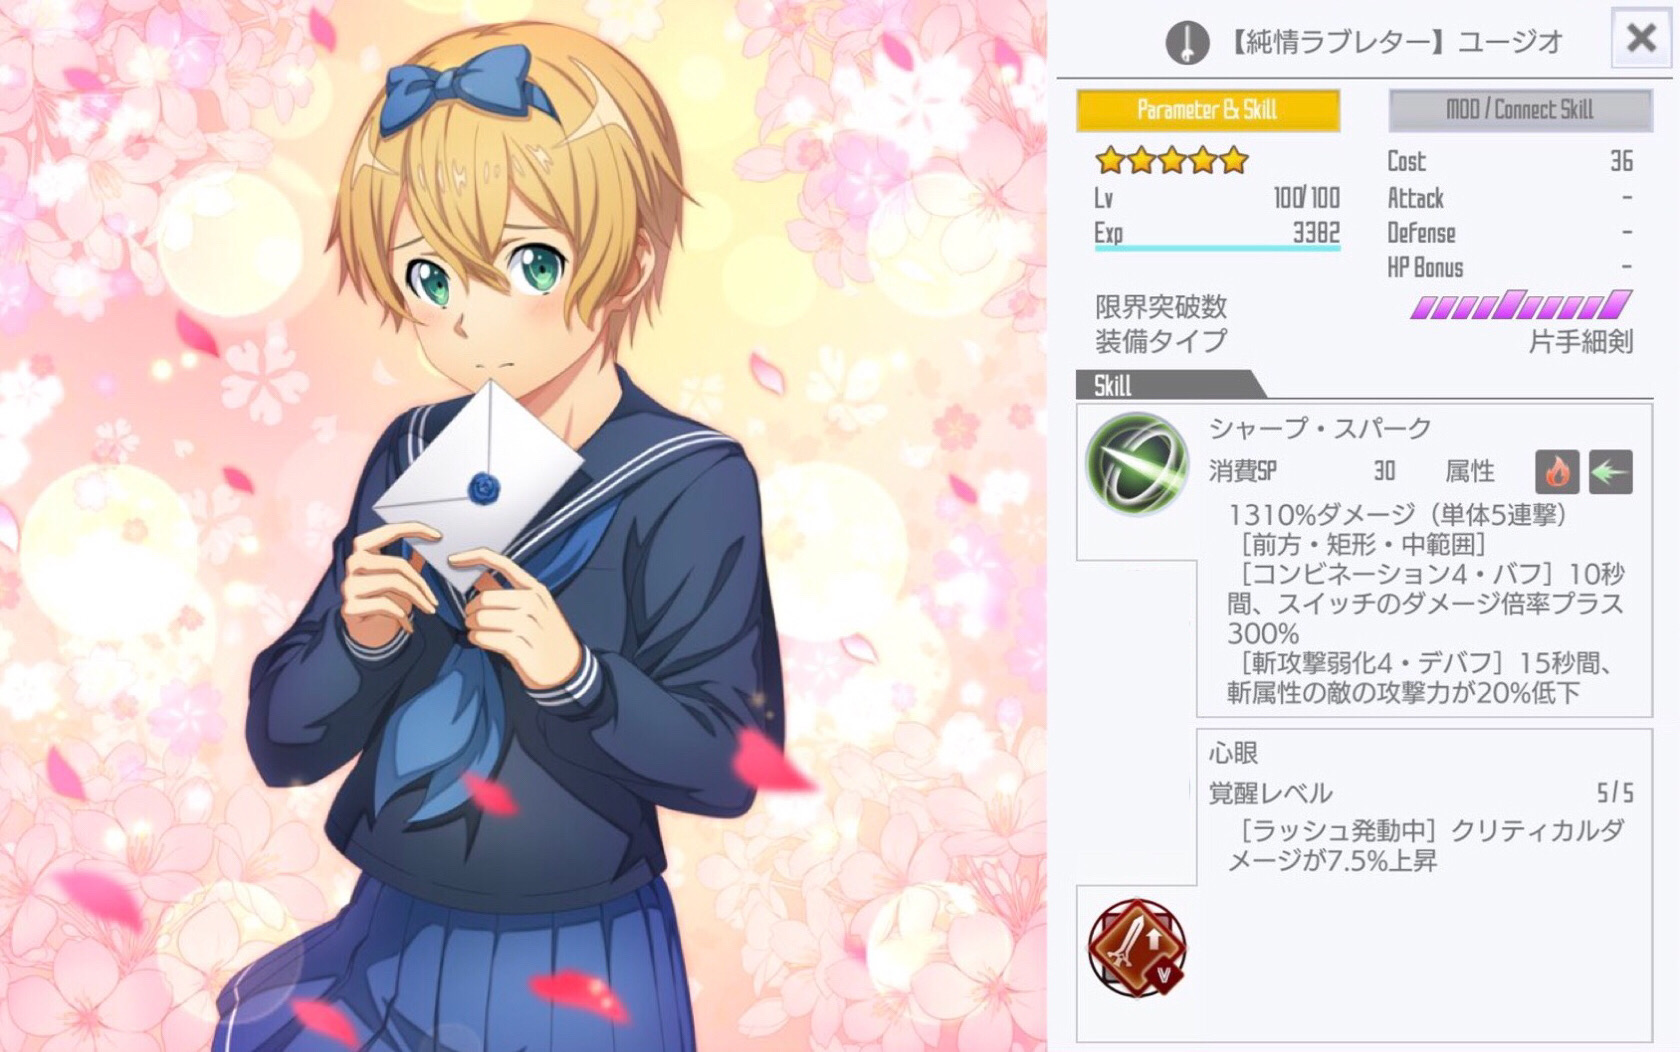 【純情ラブレター】ユージオ
Parameter & Skill
MOD / Connect Skill
Lv 100/100
Exp 3382
Cost 36
Attack -
Defense -
HP Bonus -
限界突破数
装備タイプ 片手細剣
Skill
シャープ・スパーク
消費SP 30 属性
1310%ダメージ（単体5連撃）
［前方・矩形・中範囲］
［コンビネーション4・バフ］10秒
間、スイッチのダメージ倍率プラス
300%
［斬攻撃弱化4・デバフ］15秒間、
斬属性の敵の攻撃力が20%低下
心眼
覚醒レベル 5/5
［ラッシュ発動中］クリティカルダ
メージが7.5%上昇
V